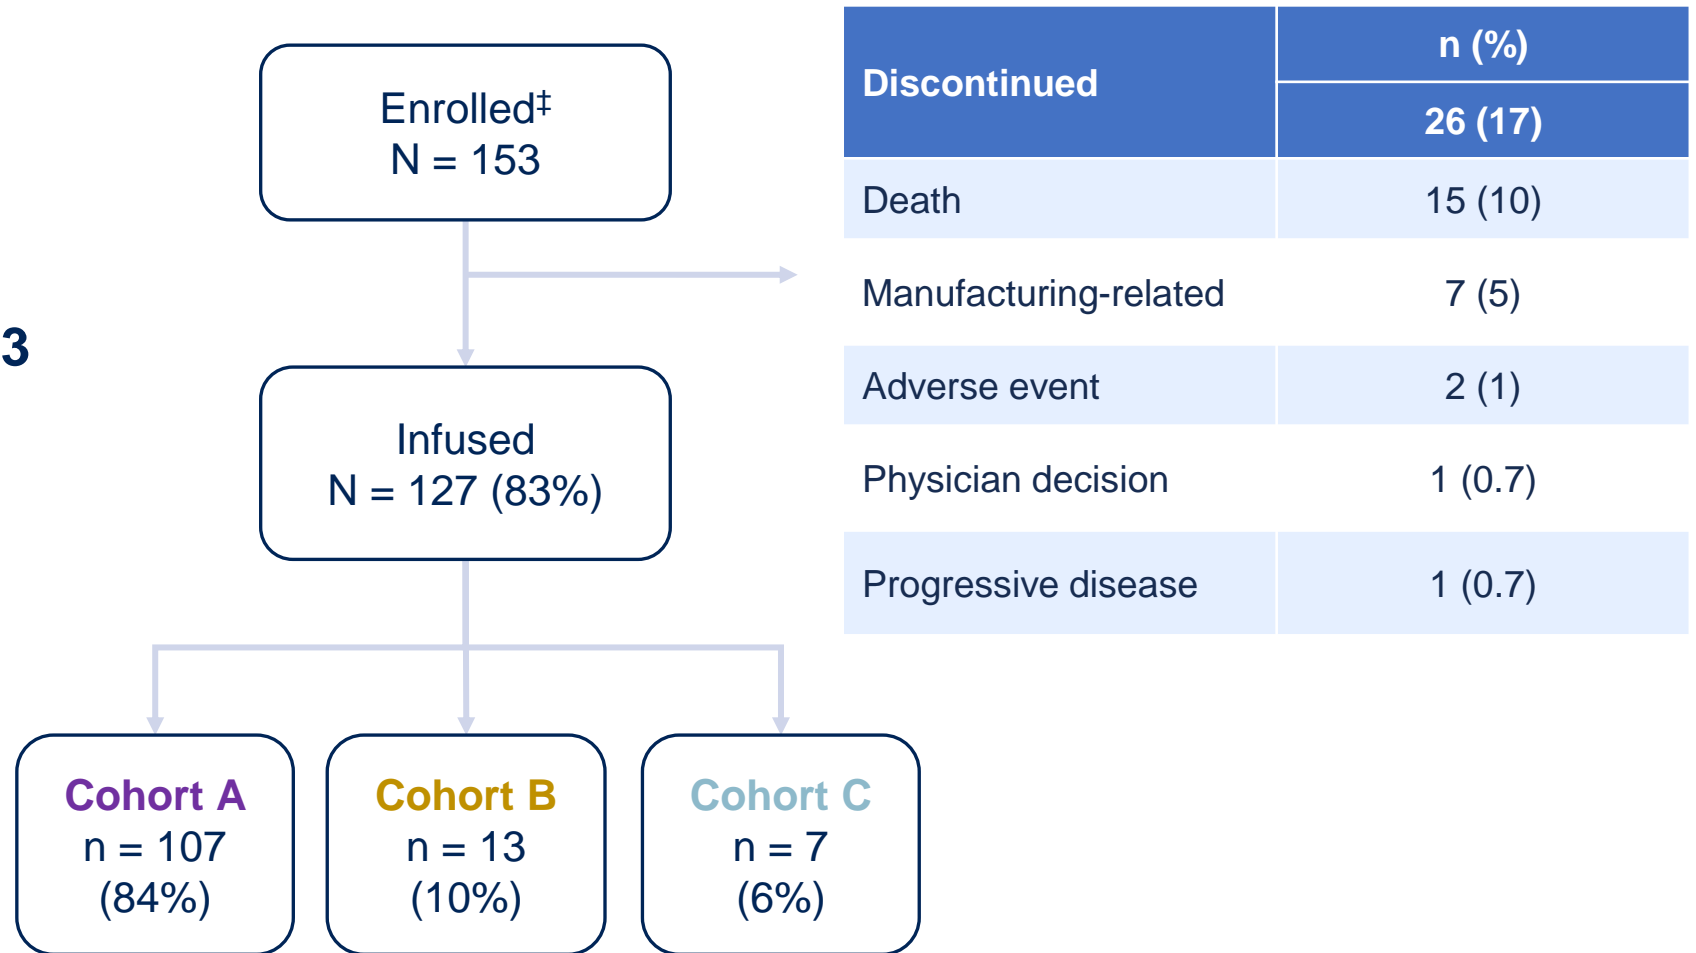 Enrolled‡
N = 153
3
Infused
N = 127 (83%)
Cohort A
n = 107
(84%)
Cohort B
n = 13
(10%)
Cohort C
n = 7
(6%)
Discontinued
n (%)
26 (17)
Death 15 (10)
Manufacturing-related 7 (5)
Adverse event 2 (1)
Physician decision 1 (0.7)
Progressive disease 1 (0.7)